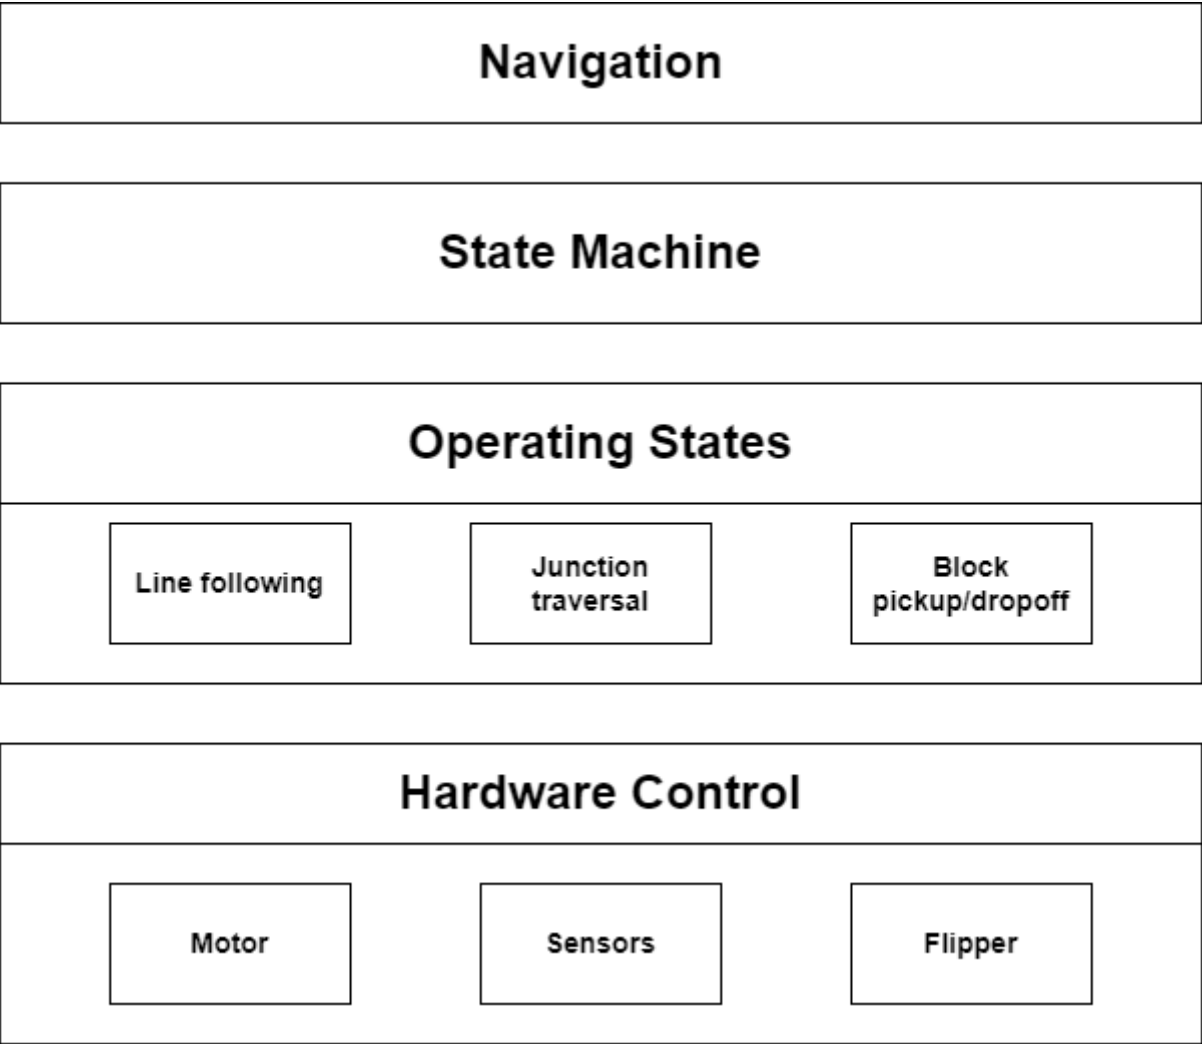 Navigation
State Machine
Operating States
Line following
Junction
traversal
Block
pickup/dropoff
Hardware Control
Motor
Sensors
Flipper